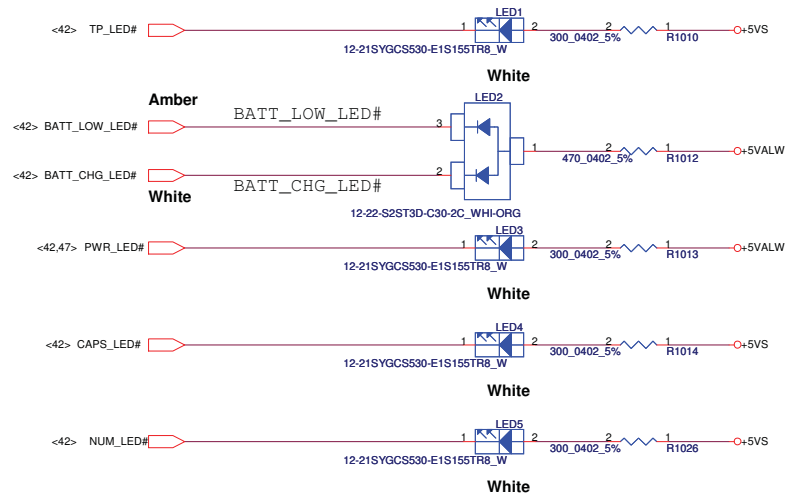 LED1
<42> TP_LED# 1 2 2 1 +5VS
12-21SYGCS530-E1S155TR8_W 300_0402_5% R1010
White
Amber LED2
BATT_LOW_LED#
<42> BATT_LOW_LED# 3
1 2 1 +5VALW
470_0402_5% R1012
<42> BATT_CHG_LED# 2
BATT_CHG_LED#
White
12-22-S2ST3D-C30-2C_WHI-ORG
LED3
<42,47> PWR_LED# 1 2 2 1 +5VALW
12-21SYGCS530-E1S155TR8_W 300_0402_5% R1013
White
LED4
<42> CAPS_LED# 1 2 2 1 +5VS
12-21SYGCS530-E1S155TR8_W 300_0402_5% R1014
White
LED5
<42> NUM_LED# 1 2 2 1 +5VS
12-21SYGCS530-E1S155TR8_W 300_0402_5% R1026
White